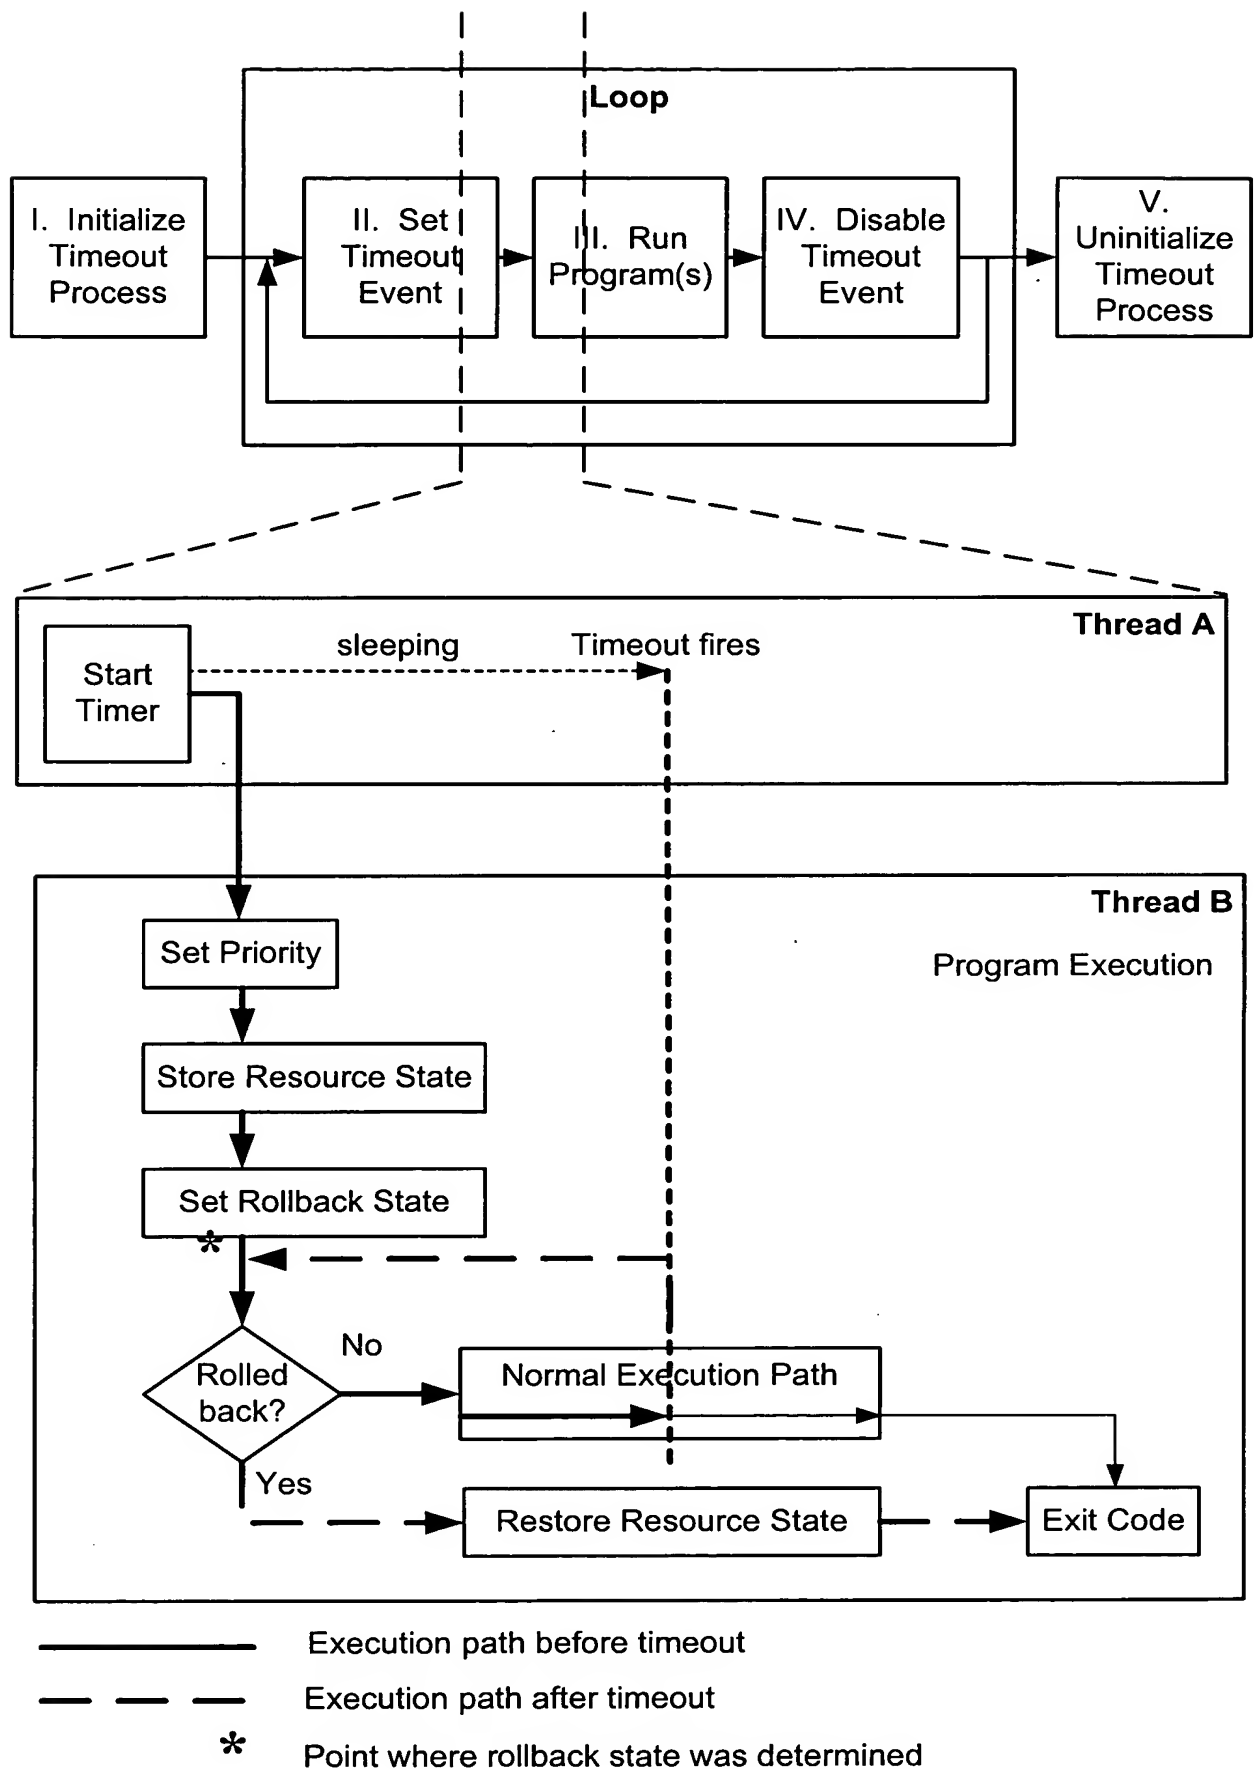 Loop
I. Initialize
Timeout
Process
II. Set
Timeout
Event
III. Run
Program(s)
IV. Disable
Timeout
Event
V.
Uninitialize
Timeout
Process
Thread A
Start
Timer
sleeping
Timeout fires
Thread B
Program Execution
Set Priority
Store Resource State
Set Rollback State
*
Rolled
back?
No
Normal Execution Path
Yes
Restore Resource State
Exit Code
Execution path before timeout
Execution path after timeout
* Point where rollback state was determined